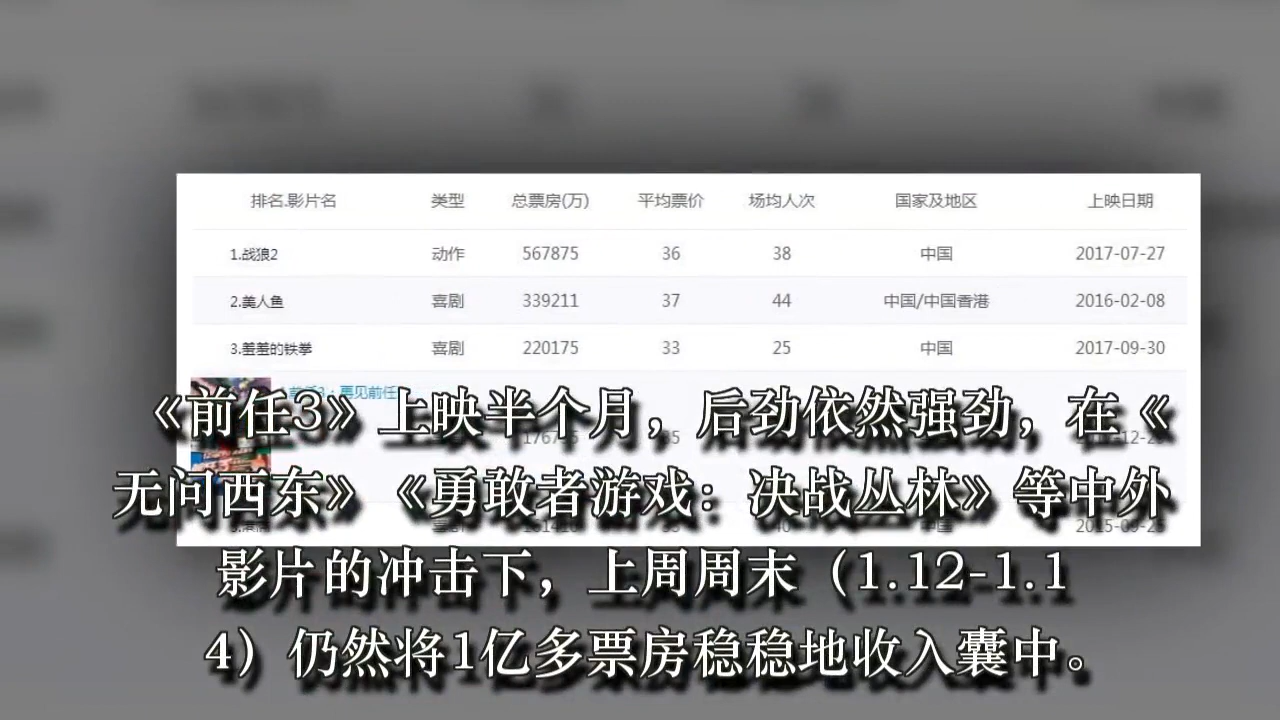 排名.影片名 类型 总票房(万) 平均票价 场均人次 国家及地区 上映日期
1.战狼2 动作 567875 36 38 中国 2017-07-27
2.美人鱼 喜剧 339211 37 44 中国/中国香港 2016-02-08
3.羞羞的铁拳 喜剧 220175 33 25 中国 2017-09-30
再见前任
《前任3》上映半个月，后劲依然强劲，在《
无问西东》《勇敢者游戏：决战丛林》等中外
影片的冲击下，上周周末（1.12-1.1
4）仍然将1亿多票房稳稳地收入囊中。